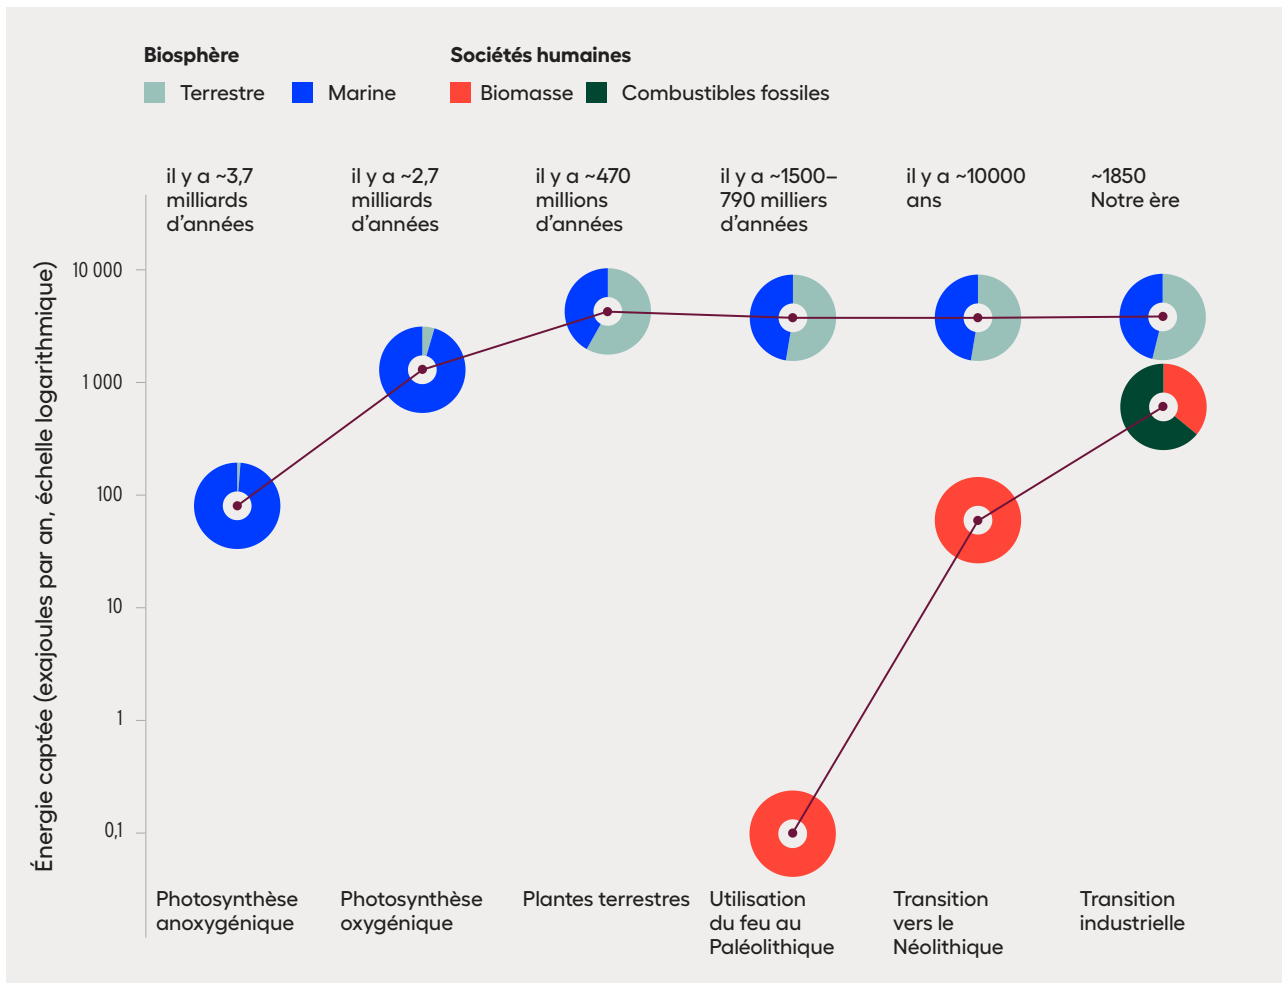 Biosphère
Sociétés humaines
Terrestre
Marine
Biomasse
Combustibles fossiles
il y a ~3,7
milliards
d’années
il y a ~2,7
milliards
d’années
il y a ~470
millions
d’années
il y a ~1500–
790 milliers
d’années
il y a ~10000
ans
~1850
Notre ère
Énergie captée (exajoules par an, échelle logarithmique)
10 000
1 000
100
10
1
0,1
Photosynthèse
anoxygénique
Photosynthèse
oxygénique
Plantes terrestres
Utilisation
du feu au
Paléolithique
Transition
vers le
Néolithique
Transition
industrielle